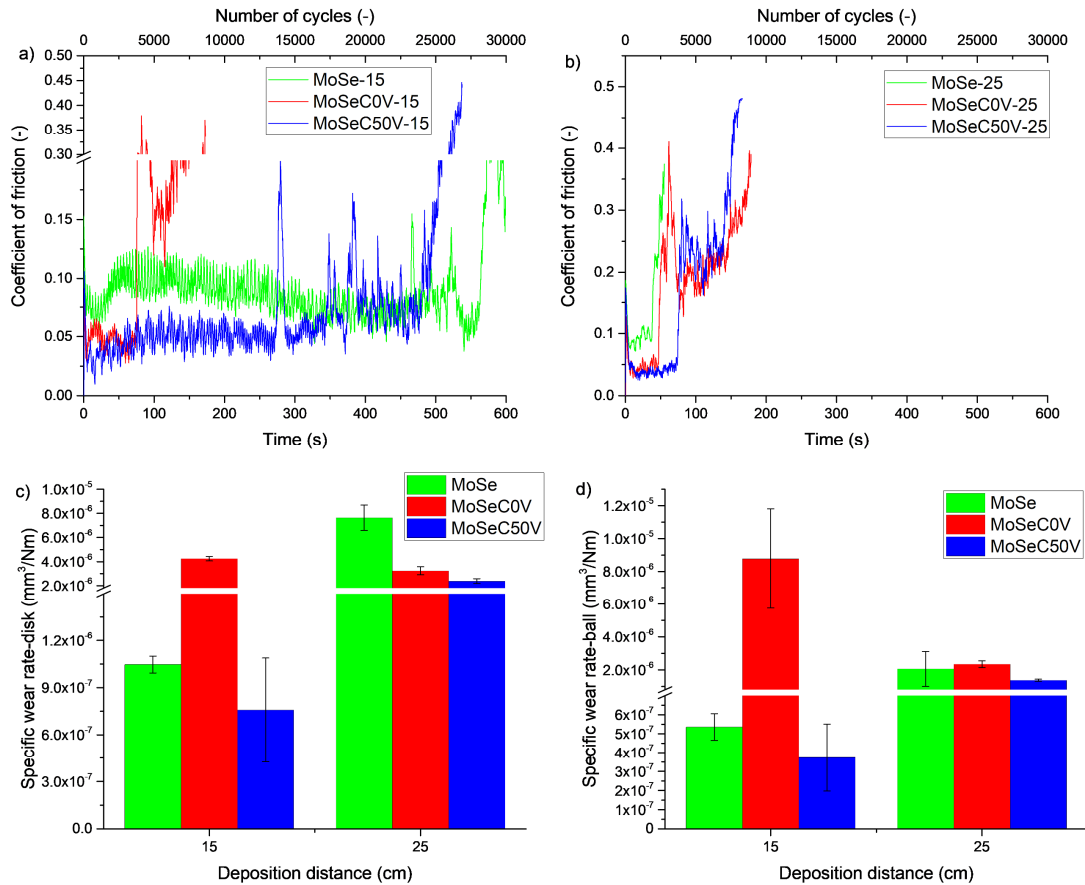 Number of cycles (-)
0 5000 10000 15000 20000 25000 30000
a)
MoSe-15
MoSeC0V-15
MoSeC50V-15
Coefficient of friction (-)
0.50
0.45
0.40
0.35
0.30
0.15
0.10
0.05
0.00
0 100 200 300 400 500 600
Time (s)
Number of cycles (-)
0 5000 10000 15000 20000 25000 30000
b)
MoSe-25
MoSeC0V-25
MoSeC50V-25
Coefficient of friction (-)
0.5
0.4
0.3
0.2
0.1
0.0
0 100 200 300 400 500 600
Time (s)
c)
MoSe
MoSeC0V
MoSeC50V
Specific wear rate-disk (mm³/Nm)
1.0x10⁻⁵
8.0x10⁻⁶
6.0x10⁻⁶
4.0x10⁻⁶
2.0x10⁻⁶
1.2x10⁻⁶
9.0x10⁻⁷
6.0x10⁻⁷
3.0x10⁻⁷
0.0
15 25
Deposition distance (cm)
d)
MoSe
MoSeC0V
MoSeC50V
Specific wear rate-ball (mm³/Nm)
1.2x10⁻⁵
1.0x10⁻⁵
8.0x10⁻⁶
6.0x10⁻⁶
4.0x10⁻⁶
2.0x10⁻⁶
6x10⁻⁷
5x10⁻⁷
4x10⁻⁷
3x10⁻⁷
2x10⁻⁷
1x10⁻⁷
0
15 25
Deposition distance (cm)